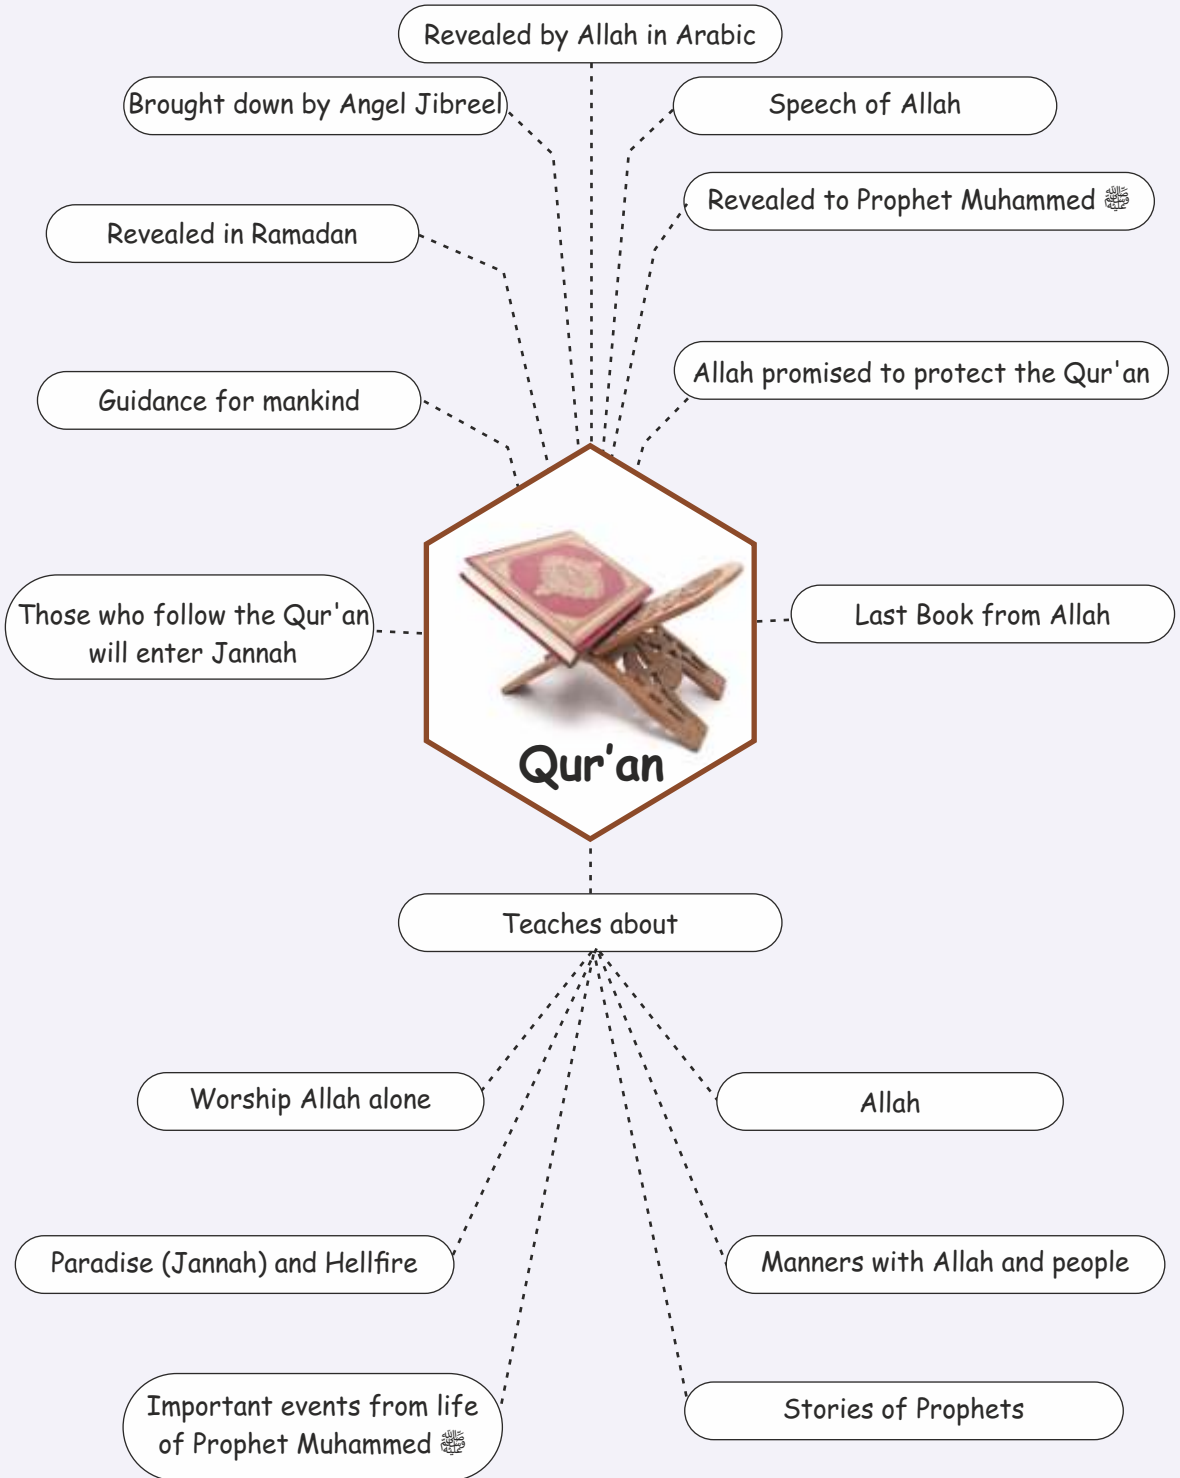 Revealed by Allah in Arabic
Brought down by Angel Jibreel
Speech of Allah
Revealed to Prophet Muhammed ﷺ
Revealed in Ramadan
Allah promised to protect the Qur'an
Guidance for mankind
Those who follow the Qur'an
will enter Jannah
Last Book from Allah
Qur'an
Teaches about
Worship Allah alone
Allah
Paradise (Jannah) and Hellfire
Manners with Allah and people
Important events from life
of Prophet Muhammed ﷺ
Stories of Prophets